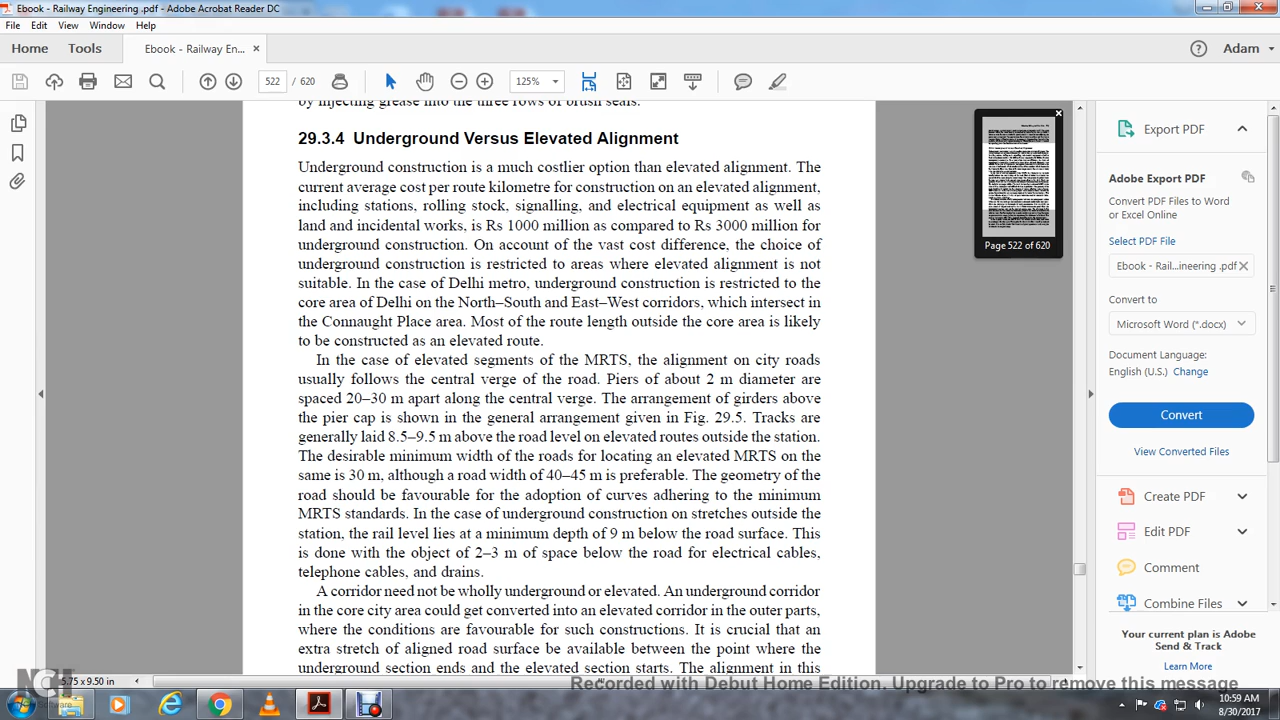 Ebook - Railway Engineering .pdf - Adobe Acrobat Reader DC
File Edit View Window Help
Home Tools Ebook - Railway En... × Adam
522 / 620 125%
by injecting grease into the three rows of brush seals.
29.3.4 Underground Versus Elevated Alignment
Underground construction is a much costlier option than elevated alignment. The
current average cost per route kilometre for construction on an elevated alignment,
including stations, rolling stock, signalling, and electrical equipment as well as
land and incidental works, is Rs 1000 million as compared to Rs 3000 million for
underground construction. On account of the vast cost difference, the choice of
underground construction is restricted to areas where elevated alignment is not
suitable. In the case of Delhi metro, underground construction is restricted to the
core area of Delhi on the North–South and East–West corridors, which intersect in
the Connaught Place area. Most of the route length outside the core area is likely
to be constructed as an elevated route.
In the case of elevated segments of the MRTS, the alignment on city roads
usually follows the central verge of the road. Piers of about 2 m diameter are
spaced 20–30 m apart along the central verge. The arrangement of girders above
the pier cap is shown in the general arrangement given in Fig. 29.5. Tracks are
generally laid 8.5–9.5 m above the road level on elevated routes outside the station.
The desirable minimum width of the roads for locating an elevated MRTS on the
same is 30 m, although a road width of 40–45 m is preferable. The geometry of the
road should be favourable for the adoption of curves adhering to the minimum
MRTS standards. In the case of underground construction on stretches outside the
station, the rail level lies at a minimum depth of 9 m below the road surface. This
is done with the object of 2–3 m of space below the road for electrical cables,
telephone cables, and drains.
A corridor need not be wholly underground or elevated. An underground corridor
in the core city area could get converted into an elevated corridor in the outer parts,
where the conditions are favourable for such constructions. It is crucial that an
extra stretch of aligned road surface be available between the point where the
underground section ends and the elevated section starts. The alignment in this
Page 522 of 620
Export PDF
Adobe Export PDF
Convert PDF Files to Word
or Excel Online
Select PDF File
Ebook - Rail...ineering .pdf
Convert to
Microsoft Word (*.docx)
Document Language:
English (U.S.) Change
Convert
View Converted Files
Create PDF
Edit PDF
Comment
Combine Files
Your current plan is Adobe
Send & Track
Learn More
5.75 x 9.50 in
Recorded with Debut Home Edition. Upgrade to Pro to remove this message
NCH
Software
10:59 AM
8/30/2017